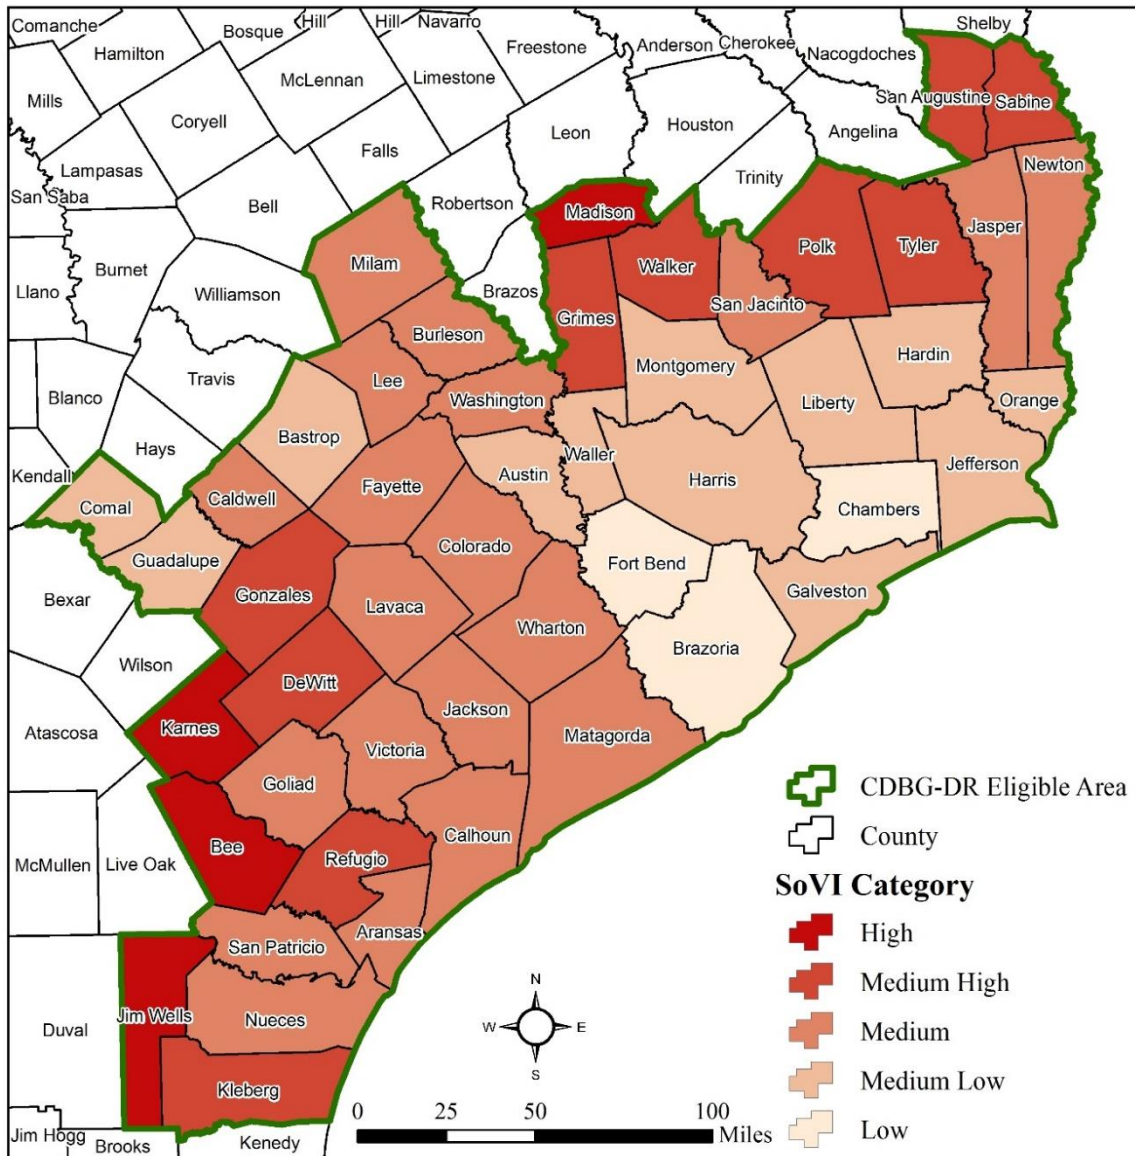 Comanche
Hamilton
Bosque
Hill
Hill
Navarro
Freestone
Anderson
Cherokee
Nacogdoches
Shelby
Mills
McLennan
Limestone
San Augustine
Sabine
Coryell
Leon
Houston
Angelina
Lampasas
Falls
Newton
San Saba
Bell
Robertson
Trinity
Madison
Jasper
Burnet
Milam
Walker
Polk
Tyler
Llano
Williamson
Brazos
Grimes
San Jacinto
Burleson
Hardin
Montgomery
Travis
Lee
Blanco
Washington
Liberty
Orange
Bastrop
Hays
Waller
Kendall
Austin
Jefferson
Caldwell
Fayette
Harris
Comal
Chambers
Guadalupe
Colorado
Fort Bend
Galveston
Bexar
Gonzales
Lavaca
Wharton
Brazoria
Wilson
DeWitt
Jackson
Atascosa
Karnes
Victoria
Matagorda
Goliad
Calhoun
McMullen
Live Oak
Bee
Refugio
Aransas
San Patricio
Duval
Jim Wells
Nueces
Kleberg
Jim Hogg
Brooks
Kenedy
N
W E
S
0 25 50 100
Miles
CDBG-DR Eligible Area
County
SoVI Category
High
Medium High
Medium
Medium Low
Low